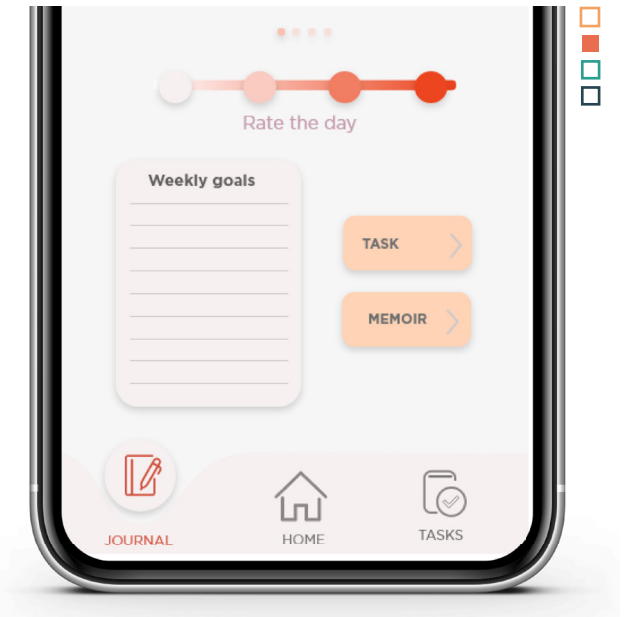 Rate the day
Weekly goals
TASK
MEMOIR
JOURNAL
HOME
TASKS